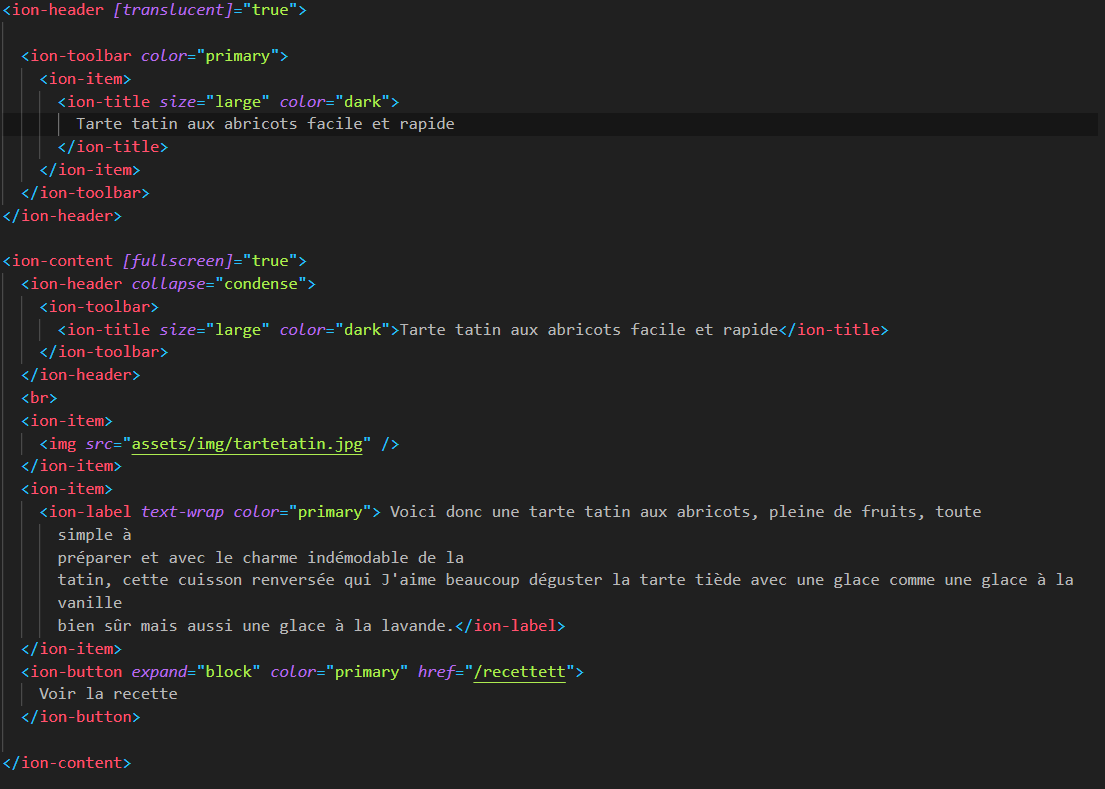 <ion-header [translucent]="true">
<ion-toolbar color="primary">
<ion-item>
<ion-title size="large" color="dark">
Tarte tatin aux abricots facile et rapide
</ion-title>
</ion-item>
</ion-toolbar>
</ion-header>
<ion-content [fullscreen]="true">
<ion-header collapse="condense">
<ion-toolbar>
<ion-title size="large" color="dark">Tarte tatin aux abricots facile et rapide</ion-title>
</ion-toolbar>
</ion-header>
<br>
<ion-item>
<img src="assets/img/tartetatin.jpg" />
</ion-item>
<ion-item>
<ion-label text-wrap color="primary"> Voici donc une tarte tatin aux abricots, pleine de fruits, toute
simple à
préparer et avec le charme indémodable de la
tatin, cette cuisson renversée qui J'aime beaucoup déguster la tarte tiède avec une glace comme une glace à la
vanille
bien sûr mais aussi une glace à la lavande.</ion-label>
</ion-item>
<ion-button expand="block" color="primary" href="/recettett">
Voir la recette
</ion-button>
</ion-content>